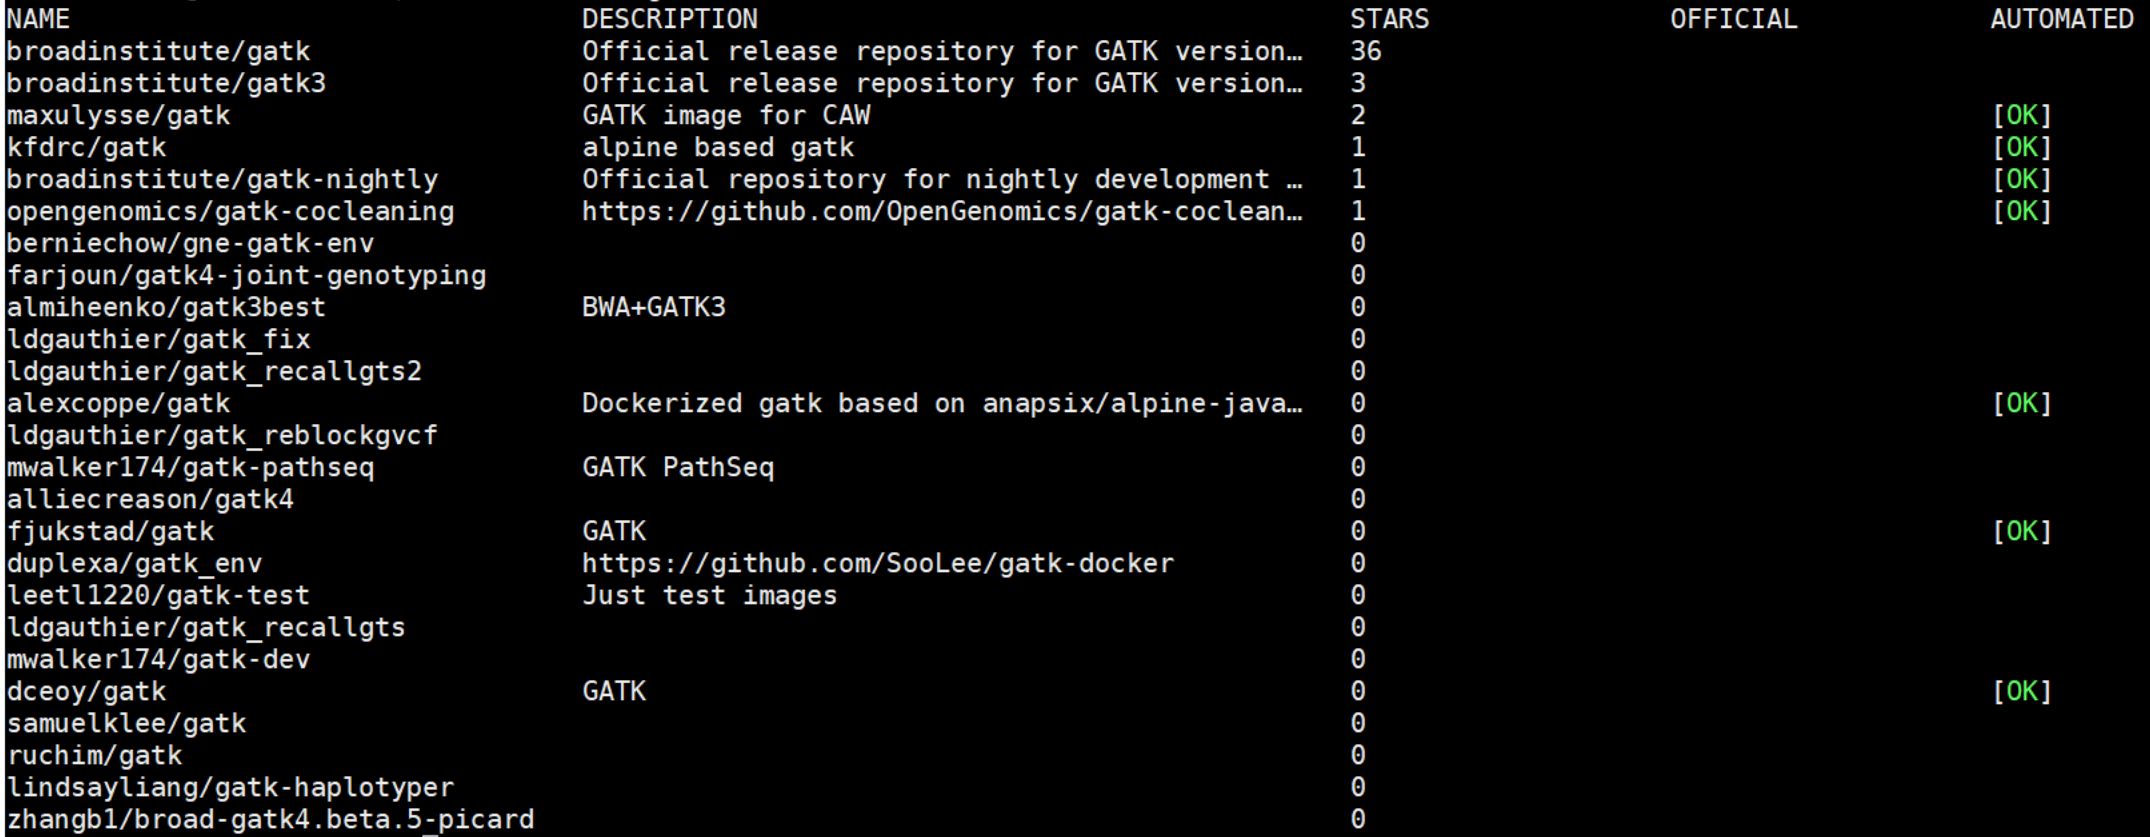 NAME DESCRIPTION STARS OFFICIAL AUTOMATED
broadinstitute/gatk Official release repository for GATK version… 36
broadinstitute/gatk3 Official release repository for GATK version… 3
maxulysse/gatk GATK image for CAW 2 [OK]
kfdrc/gatk alpine based gatk 1 [OK]
broadinstitute/gatk-nightly Official repository for nightly development … 1 [OK]
opengenomics/gatk-cocleaning https://github.com/OpenGenomics/gatk-coclean… 1 [OK]
berniechow/gne-gatk-env 0
farjoun/gatk4-joint-genotyping 0
almiheenko/gatk3best BWA+GATK3 0
ldgauthier/gatk_fix 0
ldgauthier/gatk_recallgts2 0
alexcoppe/gatk Dockerized gatk based on anapsix/alpine-java… 0 [OK]
ldgauthier/gatk_reblockgvcf 0
mwalker174/gatk-pathseq GATK PathSeq 0
alliecreason/gatk4 0
fjukstad/gatk GATK 0 [OK]
duplexa/gatk_env https://github.com/SooLee/gatk-docker 0
leetl1220/gatk-test Just test images 0
ldgauthier/gatk_recallgts 0
mwalker174/gatk-dev 0
dceoy/gatk GATK 0 [OK]
samuelklee/gatk 0
ruchim/gatk 0
lindsayliang/gatk-haplotyper 0
zhangb1/broad-gatk4.beta.5-picard 0